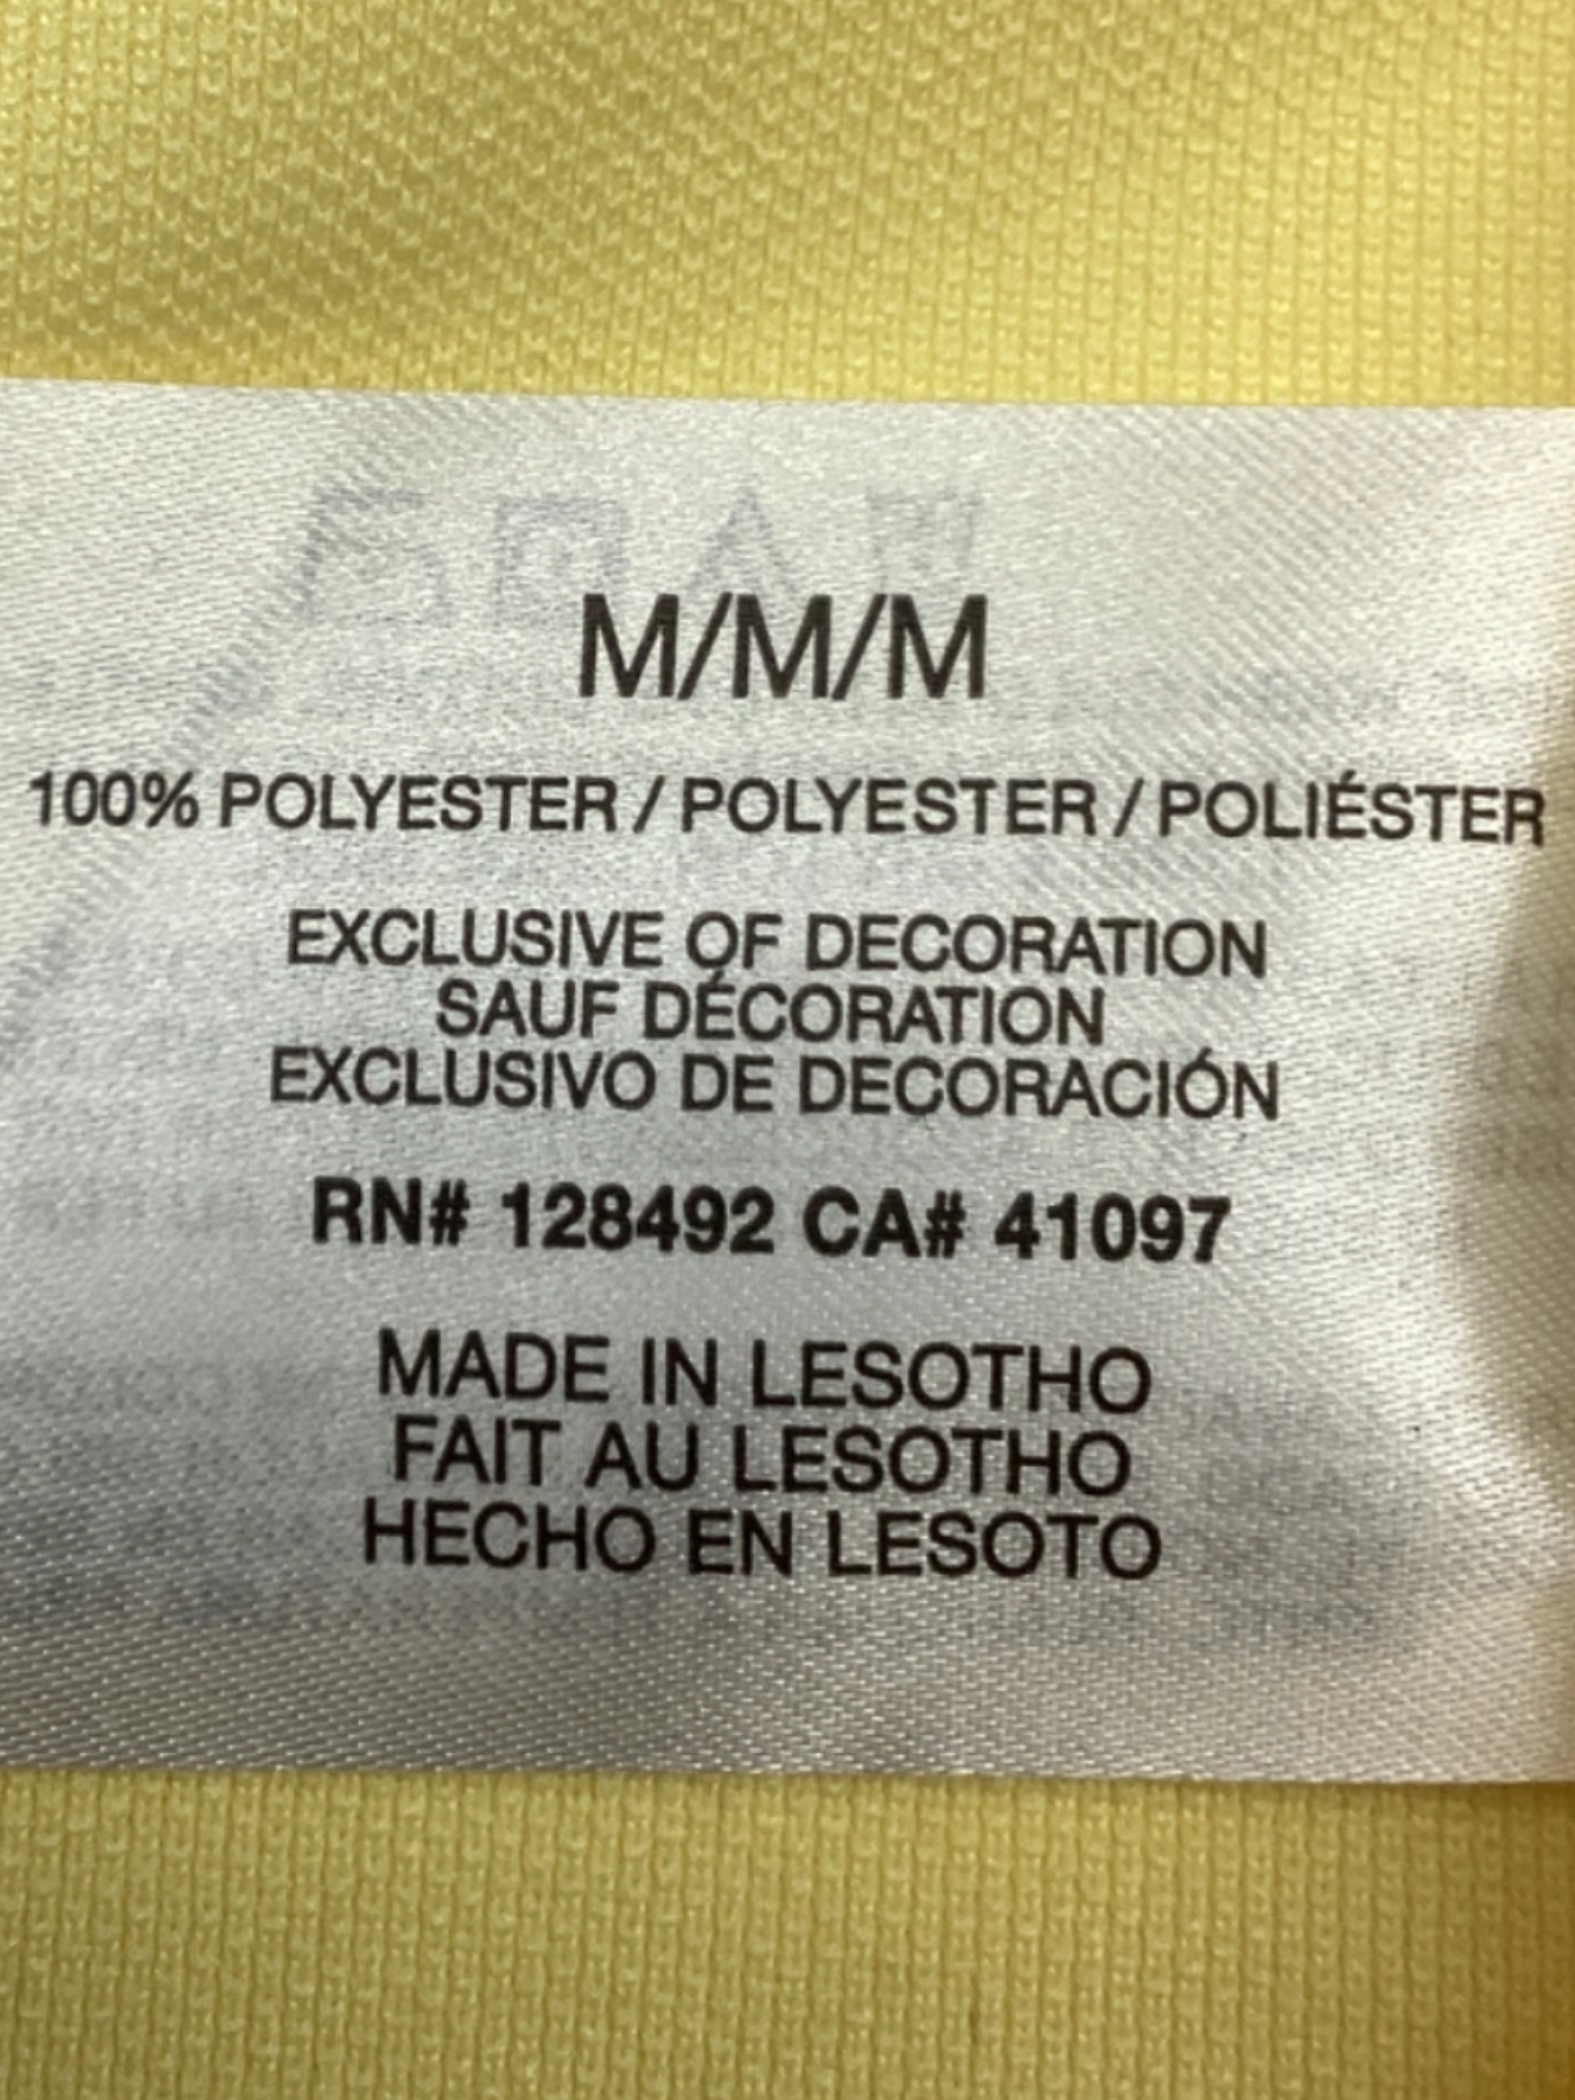 M/M/M
100% POLYESTER / POLYESTER / POLIÉSTER
EXCLUSIVE OF DECORATION
SAUF DÉCORATION
EXCLUSIVO DE DECORACIÓN
RN# 128492 CA# 41097
MADE IN LESOTHO
FAIT AU LESOTHO
HECHO EN LESOTO